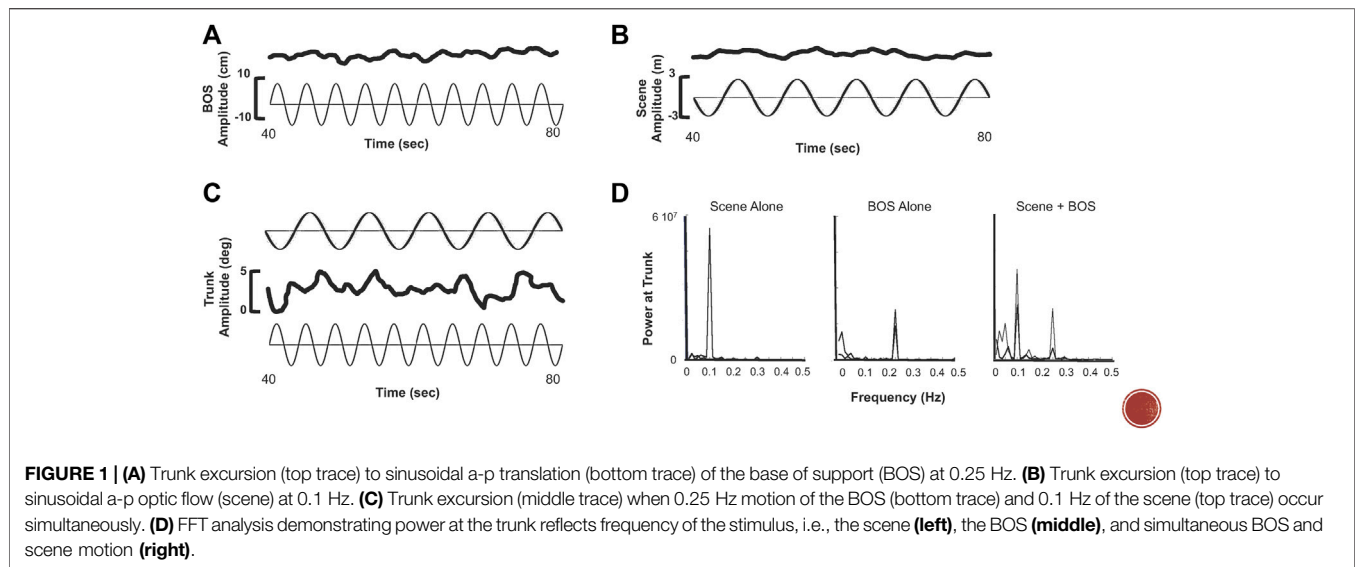 A
BOS
Amplitude (cm)
10
-10
40
80
Time (sec)
B
Scene
Amplitude (m)
3
-3
40
80
Time (sec)
C
Trunk
Amplitude (deg)
5
0
40
80
Time (sec)
D
Scene Alone
BOS Alone
Scene + BOS
6 10⁷
Power at Trunk
0
0 0.1 0.2 0.3 0.4 0.5
0 0.1 0.2 0.3 0.4 0.5
0 0.1 0.2 0.3 0.4 0.5
Frequency (Hz)
FIGURE 1 | (A) Trunk excursion (top trace) to sinusoidal a-p translation (bottom trace) of the base of support (BOS) at 0.25 Hz. (B) Trunk excursion (top trace) to
sinusoidal a-p optic flow (scene) at 0.1 Hz. (C) Trunk excursion (middle trace) when 0.25 Hz motion of the BOS (bottom trace) and 0.1 Hz of the scene (top trace) occur
simultaneously. (D) FFT analysis demonstrating power at the trunk reflects frequency of the stimulus, i.e., the scene (left), the BOS (middle), and simultaneous BOS and
scene motion (right).